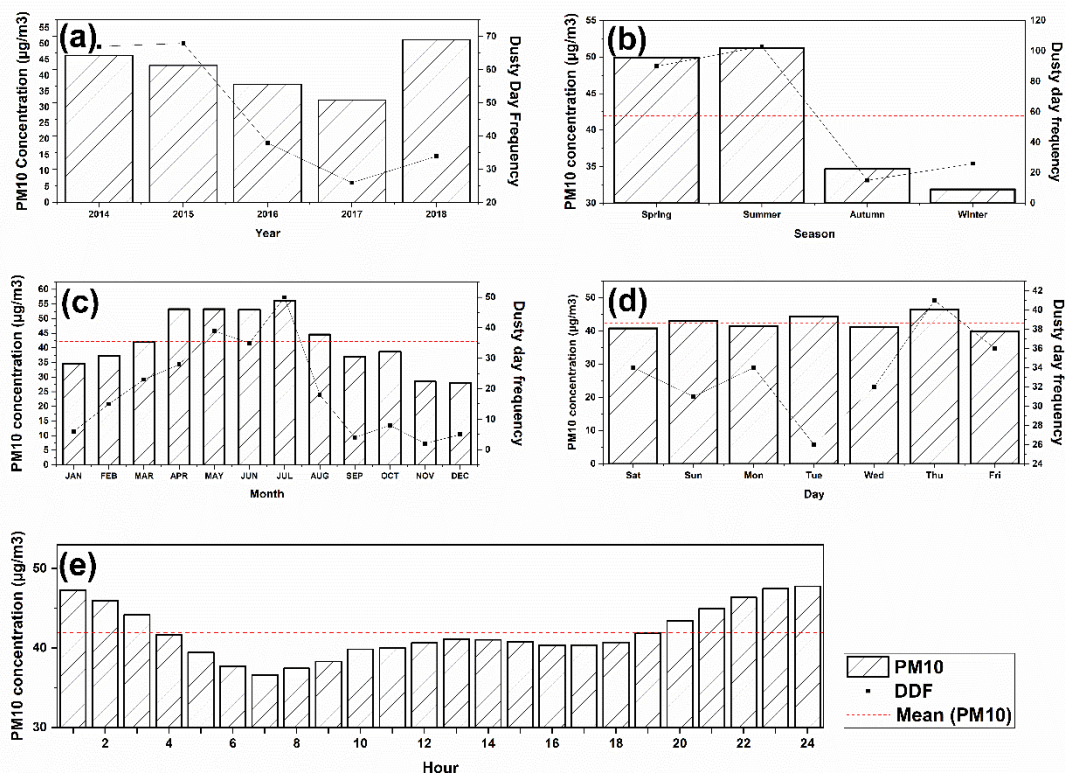 (a)
PM10 Concentration (µg/m3)
55
50
45
40
35
30
25
20
15
10
5
0
70
60
50
40
30
20
Dusty Day Frequency
2014 2015 2016 2017 2018
Year
(b)
PM10 concentration (µg/m3)
55
50
45
40
35
30
120
100
80
60
40
20
0
Dusty day frequency
Spring Summer Autumn Winter
Season
(c)
PM10 concentration (µg/m3)
60
55
50
45
40
35
30
25
20
15
10
5
0
50
40
30
20
10
0
Dusty day frequency
JAN FEB MAR APR MAY JUN JUL AUG SEP OCT NOV DEC
Month
(d)
PM10 concentration (µg/m3)
50
40
30
20
10
0
42
40
38
36
34
32
30
28
26
24
Dusty day frequency
Sat Sun Mon Tue Wed Thu Fri
Day
(e)
PM10 concentration (µg/m3)
50
40
30
2 4 6 8 10 12 14 16 18 20 22 24
Hour
PM10
DDF
Mean (PM10)